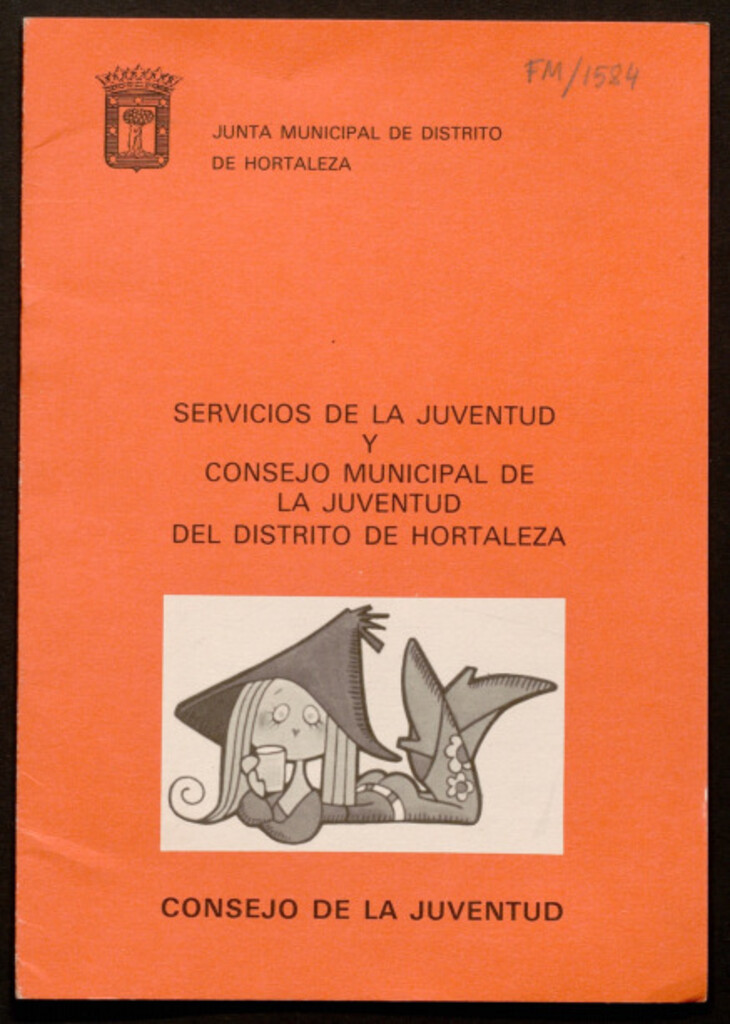 FM/1584
JUNTA MUNICIPAL DE DISTRITO
DE HORTALEZA
SERVICIOS DE LA JUVENTUD
Y
CONSEJO MUNICIPAL DE
LA JUVENTUD
DEL DISTRITO DE HORTALEZA
CONSEJO DE LA JUVENTUD